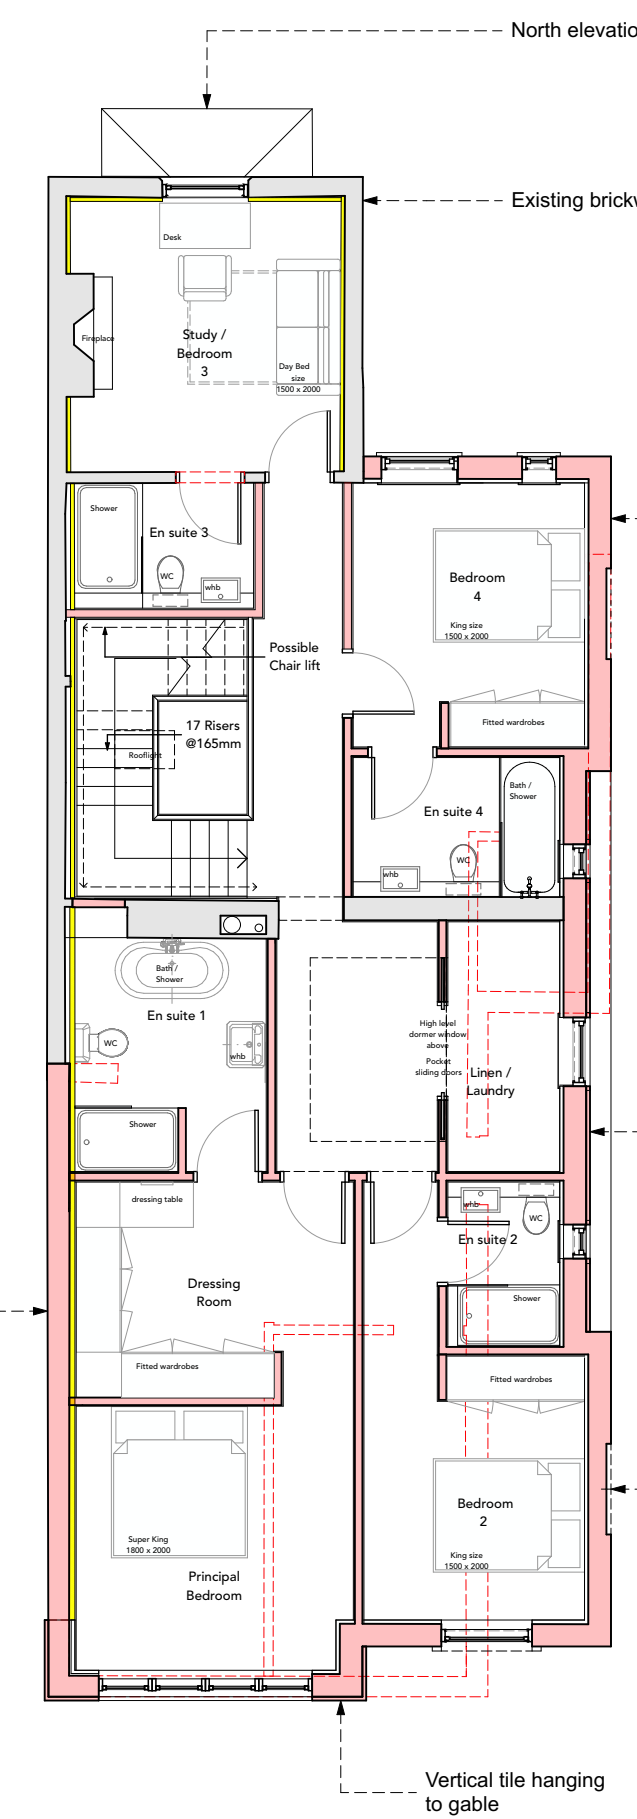 North elevatio
Existing brickw
Desk
Fireplace
Study /
Bedroom
3
Day Bed
size
1500 x 2000
Shower
En suite 3
WC
whb
Bedroom
4
King size
1500 x 2000
Possible
Chair lift
Fitted wardrobes
17 Risers
@165mm
Rooflight
Bath /
Shower
En suite 4
WC
whb
Bath /
Shower
En suite 1
WC
whb
High level
dormer window
above
Pocket
sliding doors
Linen /
Laundry
Shower
dressing table
whb
WC
En suite 2
Dressing
Room
Shower
Fitted wardrobes
Fitted wardrobes
Bedroom
2
Super King
1800 x 2000
King size
1500 x 2000
Principal
Bedroom
Vertical tile hanging
to gable